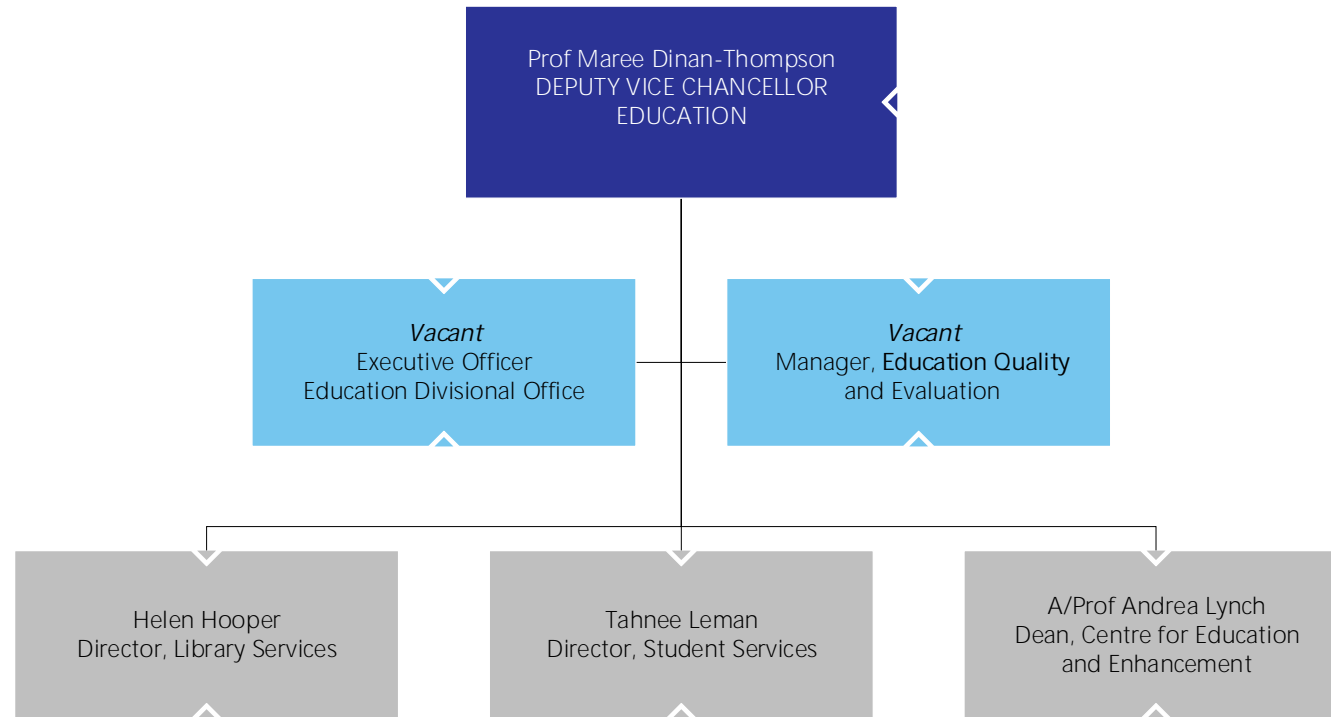 Prof Maree Dinan-Thompson
DEPUTY VICE CHANCELLOR
EDUCATION
Vacant
Executive Officer
Education Divisional Office
Vacant
Manager, Education Quality
and Evaluation
Helen Hooper
Director, Library Services
Tahnee Leman
Director, Student Services
A/Prof Andrea Lynch
Dean, Centre for Education
and Enhancement